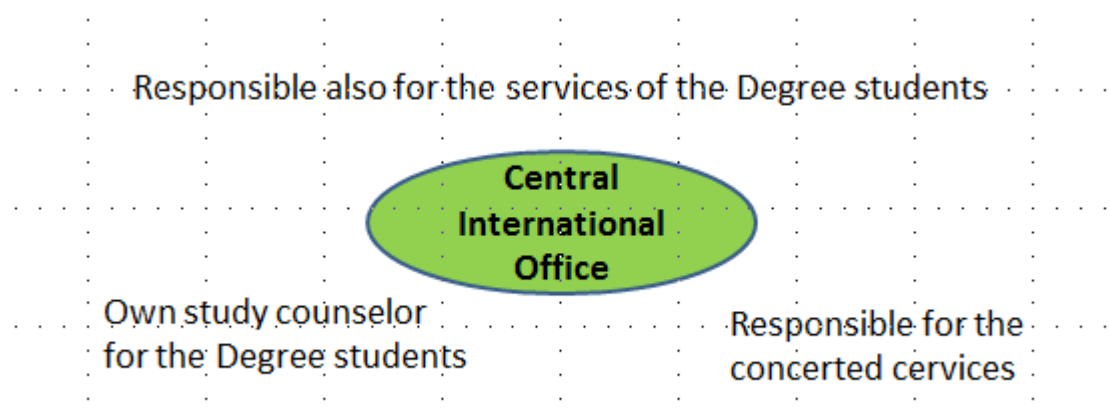 Responsible also for the services of the Degree students
Central
International
Office
Own study counselor
for the Degree students
Responsible for the
concerted cervices